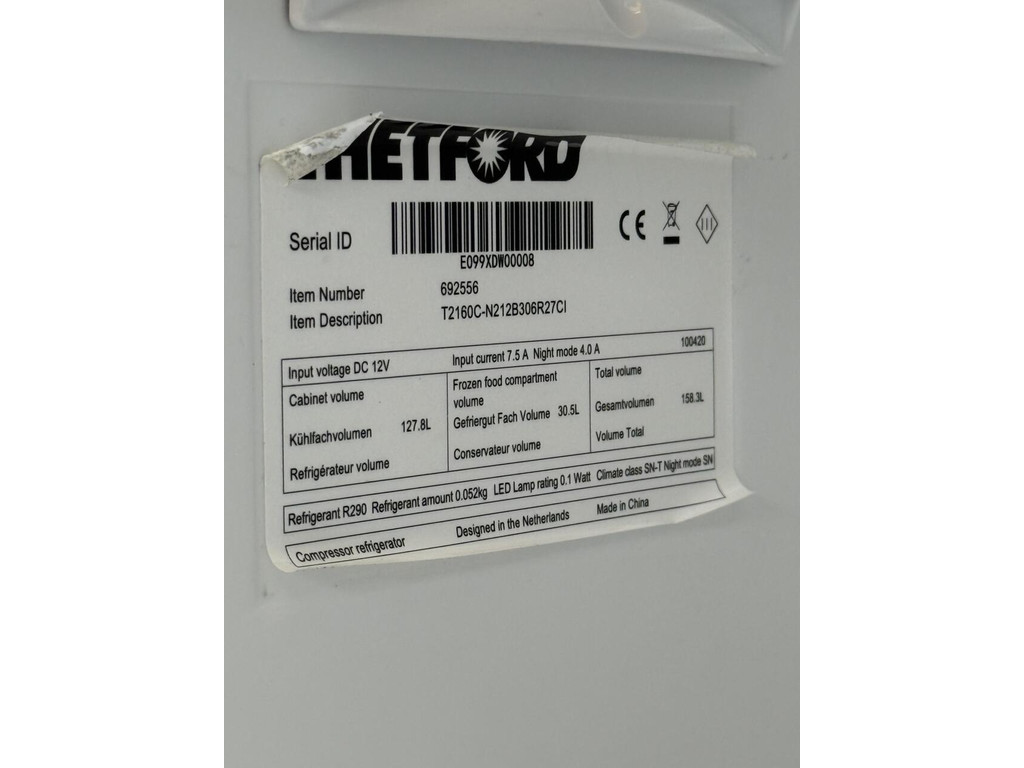 THETFORD
Serial ID
E099XDW00008
Item Number 692556
Item Description T2160C-N212B306R27CI
Input voltage DC 12V Input current 7.5 A Night mode 4.0 A 100420
Cabinet volume
Kühlfachvolumen 127.8L
Refrigérateur volume
Frozen food compartment
volume
Gefriergut Fach Volume 30.5L
Conservateur volume
Total volume
Gesamtvolumen 158.3L
Volume Total
Refrigerant R290 Refrigerant amount 0.052kg LED Lamp rating 0.1 Watt Climate class SN-T Night mode SN
Compressor refrigerator Designed in the Netherlands Made in China